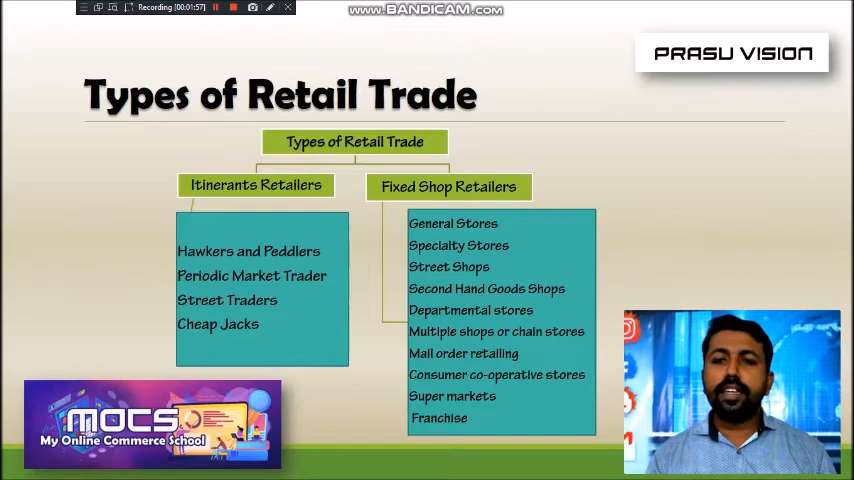 Recording [00:01:57]
www.BANDICAM.com
PRASU VISION
Types of Retail Trade
Types of Retail Trade
Itinerants Retailers
Fixed Shop Retailers
Hawkers and Peddlers
Periodic Market Trader
Street Traders
Cheap Jacks
General Stores
Specialty Stores
Street Shops
Second Hand Goods Shops
Departmental stores
Multiple shops or chain stores
Mail order retailing
Consumer co-operative stores
Super markets
Franchise
MOCS
My Online Commerce School